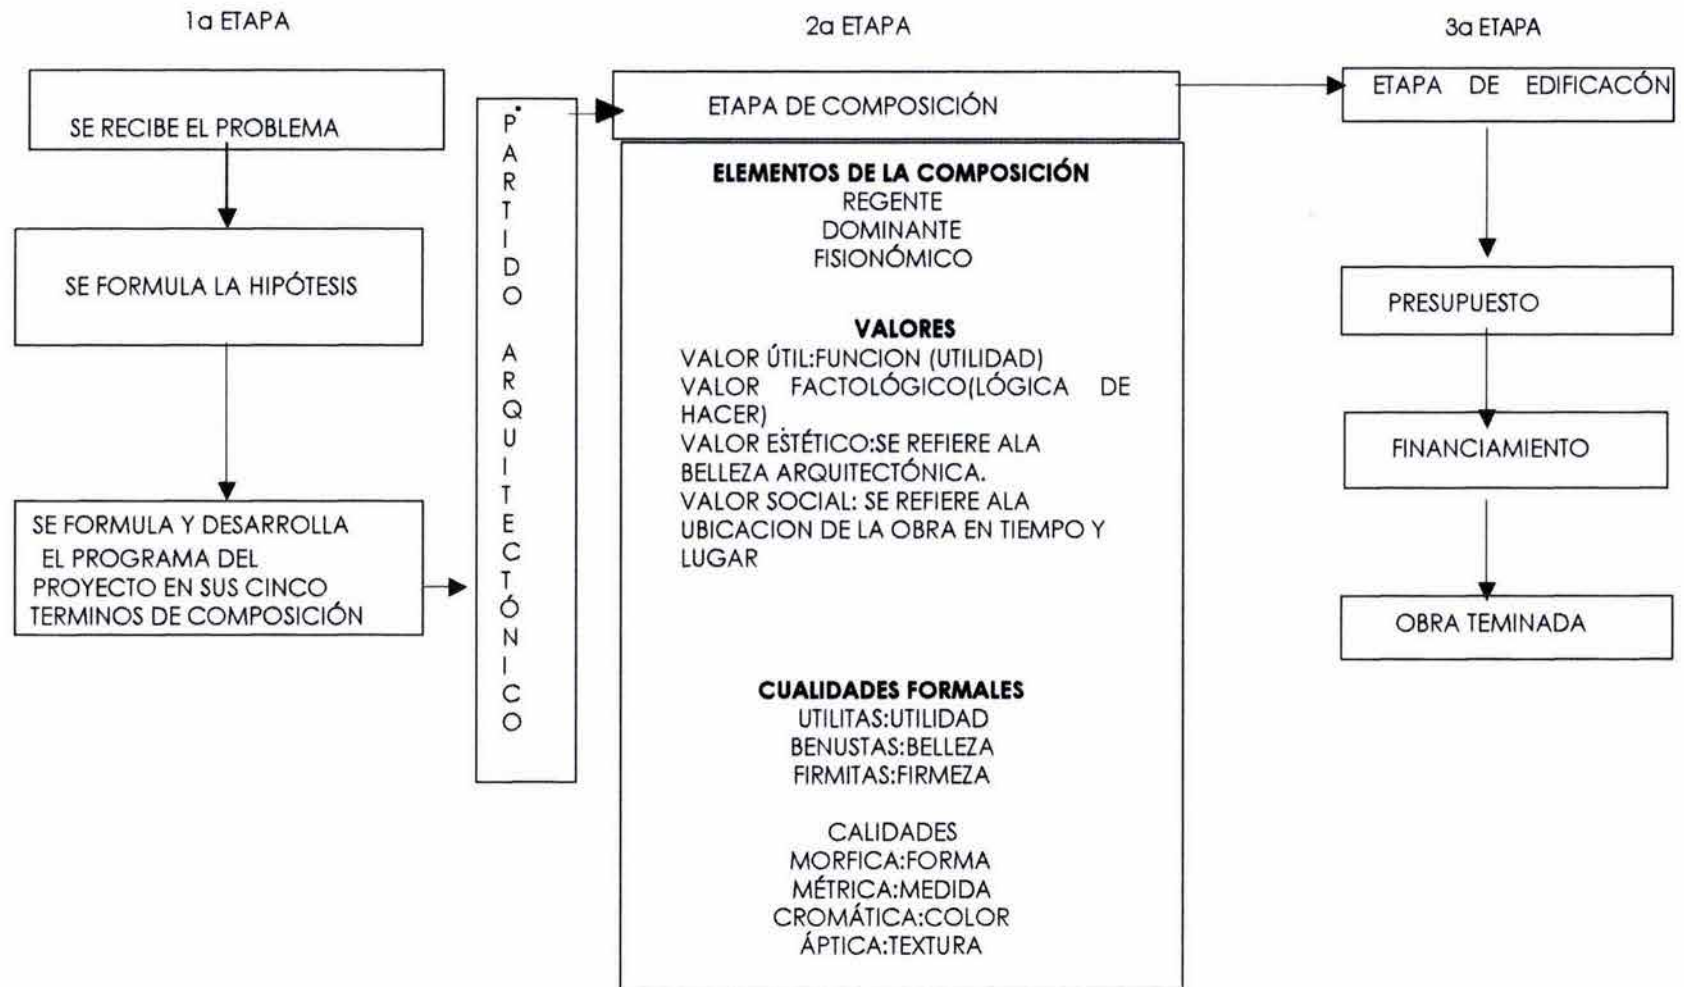 1a ETAPA
SE RECIBE EL PROBLEMA
SE FORMULA LA HIPÓTESIS
SE FORMULA Y DESARROLLA
EL PROGRAMA DEL
PROYECTO EN SUS CINCO
TERMINOS DE COMPOSICIÓN
PARTIDO ARQUITECTÓNICO
2a ETAPA
ETAPA DE COMPOSICIÓN
ELEMENTOS DE LA COMPOSICIÓN
REGENTE
DOMINANTE
FISIONÓMICO
VALORES
VALOR ÚTIL:FUNCION (UTILIDAD)
VALOR FACTOLÓGICO(LÓGICA DE
HACER)
VALOR ESTÉTICO:SE REFIERE ALA
BELLEZA ARQUITECTÓNICA.
VALOR SOCIAL: SE REFIERE ALA
UBICACION DE LA OBRA EN TIEMPO Y
LUGAR
CUALIDADES FORMALES
UTILITAS:UTILIDAD
BENUSTAS:BELLEZA
FIRMITAS:FIRMEZA
CALIDADES
MORFICA:FORMA
MÉTRICA:MEDIDA
CROMÁTICA:COLOR
ÁPTICA:TEXTURA
3a ETAPA
ETAPA DE EDIFICACÓN
PRESUPUESTO
FINANCIAMIENTO
OBRA TEMINADA